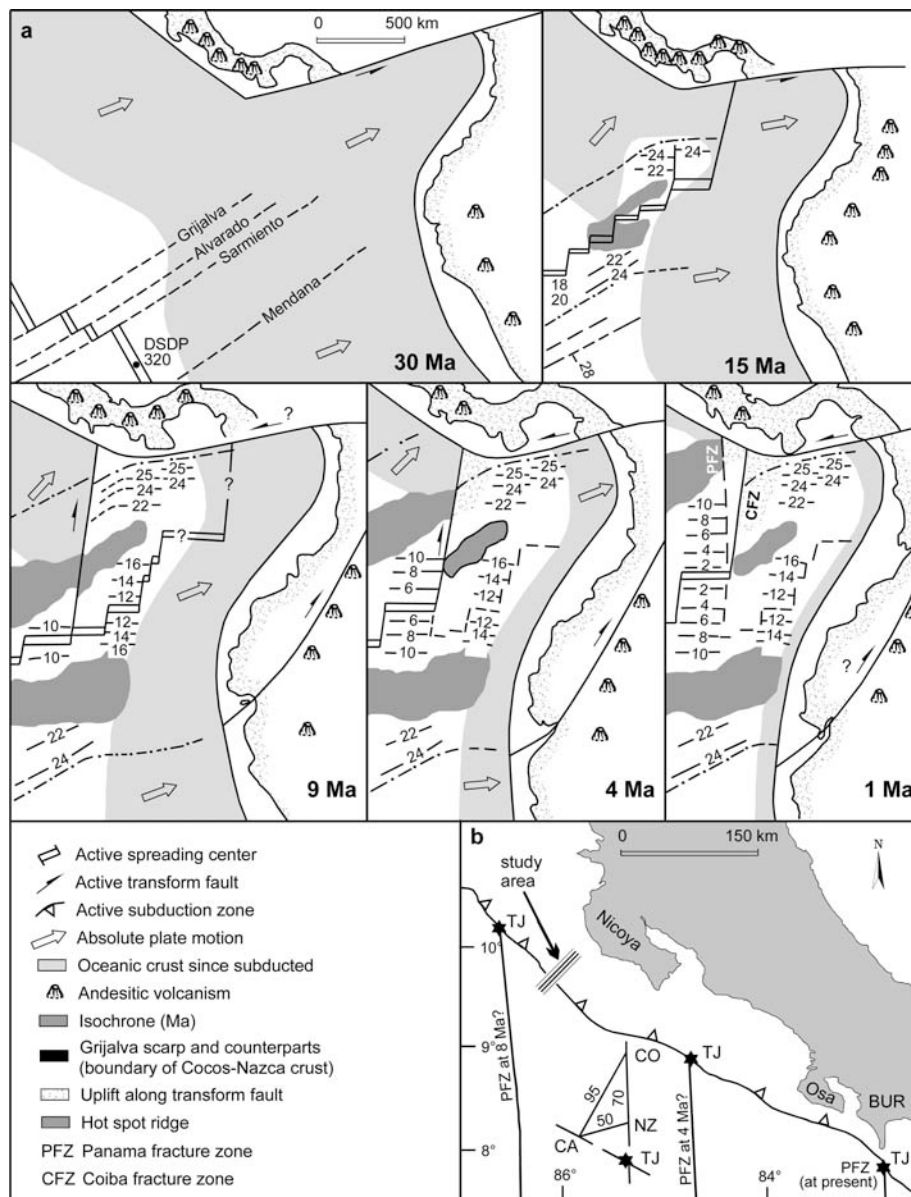 a
0 500 km
Grijalva
Alvarado
Sarmiento
Mendana
DSDP
320
30 Ma
24
22
24
22
24
18
20
28
15 Ma
?
25
25
24
24
22
?
?
16
14
12
10
12
10
14
16
22
24
9 Ma
25
25
24
24
22
10
8
6
16
14
12
6
8
10
12
14
22
24
4 Ma
PFZ
CFZ
25
25
24
24
22
10
8
6
4
2
16
14
12
2
4
6
8
10
12
14
?
22
24
1 Ma
Active spreading center
Active transform fault
Active subduction zone
Absolute plate motion
Oceanic crust since subducted
Andesitic volcanism
Isochrone (Ma)
Grijalva scarp and counterparts
(boundary of Cocos-Nazca crust)
Uplift along transform fault
Hot spot ridge
PFZ Panama fracture zone
CFZ Coiba fracture zone
b
0 150 km
N
study
area
TJ
Nicoya
10°
PFZ at 8 Ma?
9°
CO
TJ
95
70
50
NZ
CA
TJ
PFZ at 4 Ma?
Osa
BUR
8°
TJ
PFZ
(at present)
86°
84°